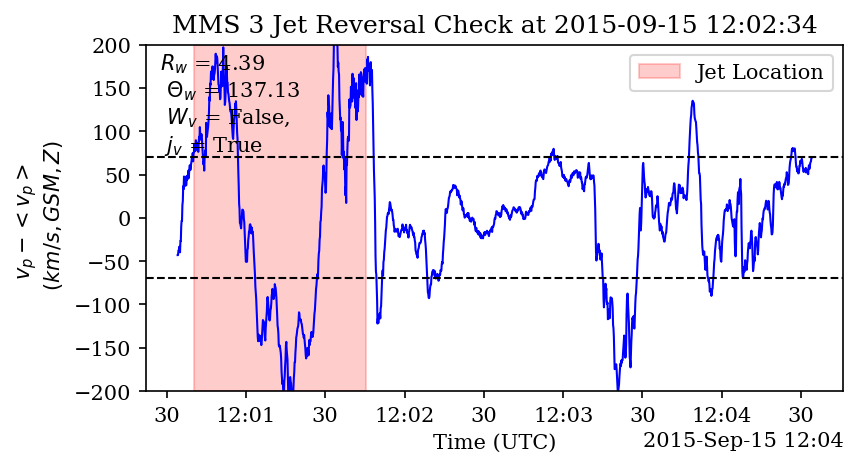 MMS 3 Jet Reversal Check at 2015-09-15 12:02:34
R_w = 4.39
Θ_w = 137.13
W_v = False,
j_v = True
Jet Location
v_p − < v_p >
(km/s, GSM, Z)
200
150
100
50
0
−50
−100
−150
−200
30 12:01 30 12:02 30 12:03 30 12:04 30
Time (UTC)
2015-Sep-15 12:04